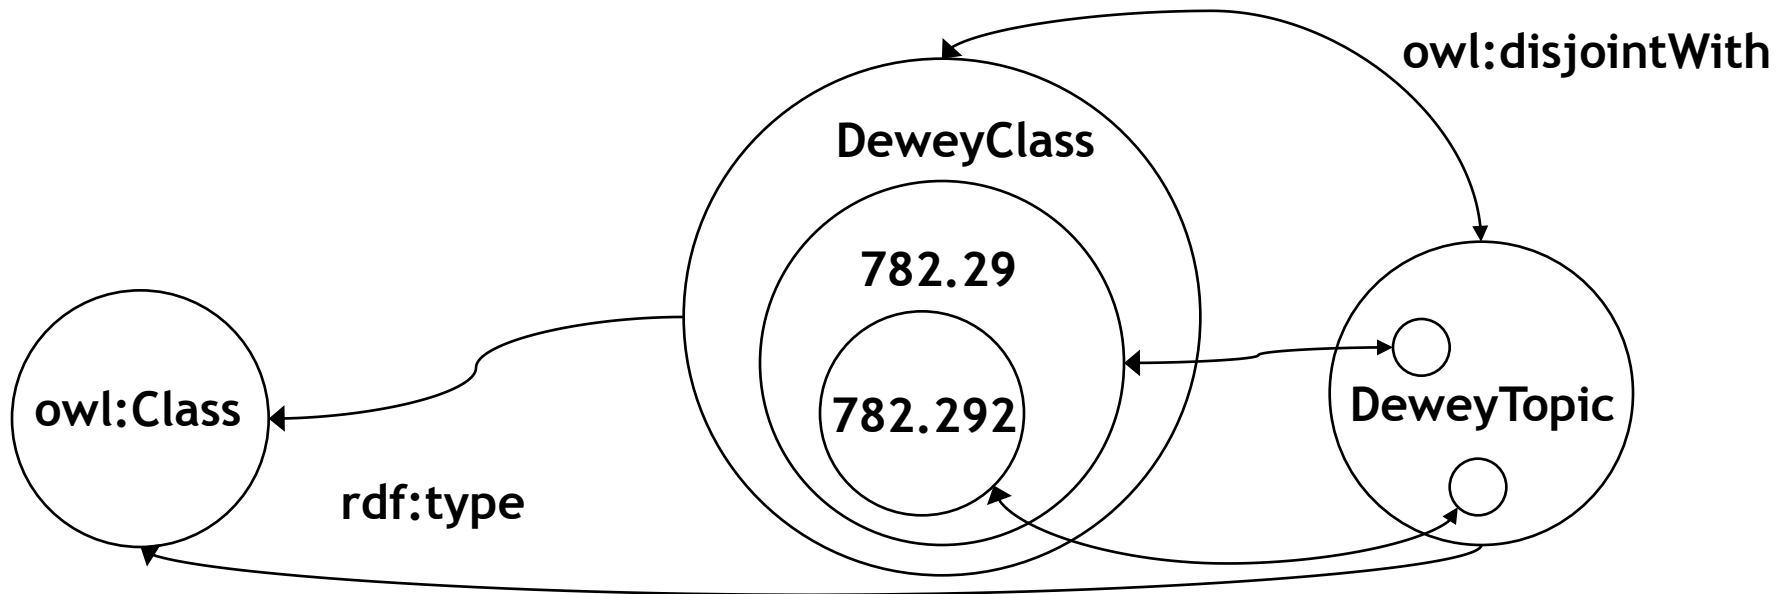 owl:disjointWith
DeweyClass
782.29
owl:Class
782.292
DeweyTopic
rdf:type